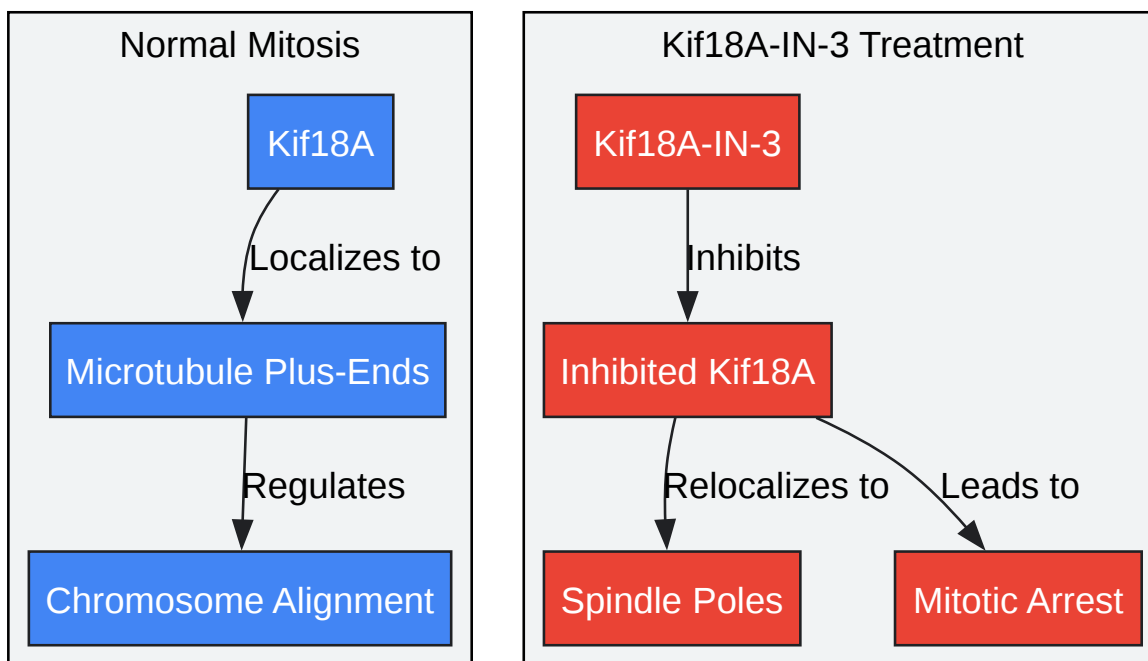 Normal Mitosis
Kif18A
Localizes to
Microtubule Plus-Ends
Regulates
Chromosome Alignment
Kif18A-IN-3 Treatment
Kif18A-IN-3
Inhibits
Inhibited Kif18A
Relocalizes to
Leads to
Spindle Poles
Mitotic Arrest